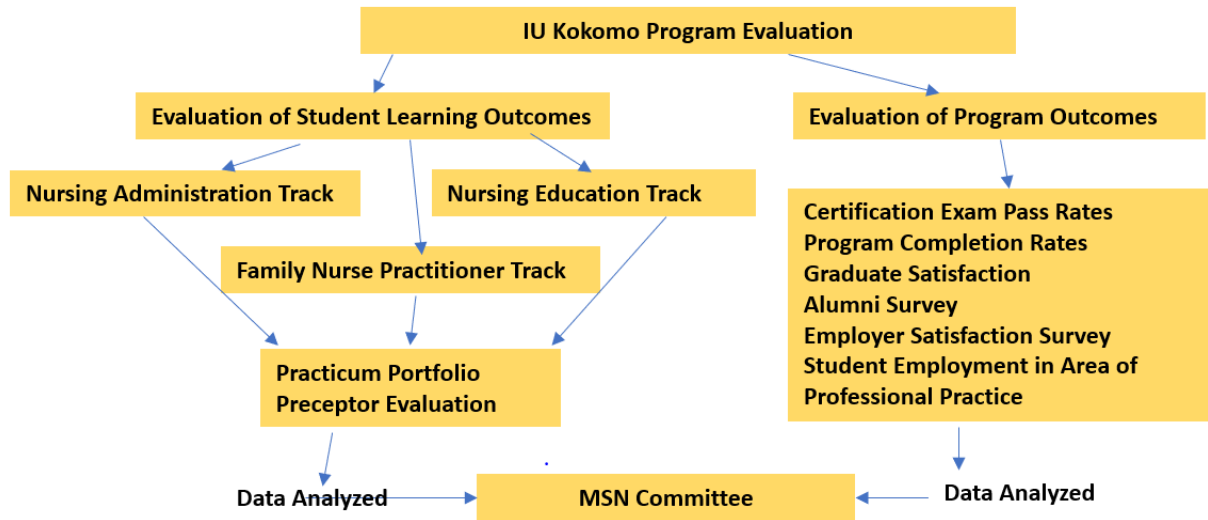 IU Kokomo Program Evaluation
Evaluation of Student Learning Outcomes
Evaluation of Program Outcomes
Nursing Administration Track
Nursing Education Track
Family Nurse Practitioner Track
Certification Exam Pass Rates
Program Completion Rates
Graduate Satisfaction
Alumni Survey
Employer Satisfaction Survey
Student Employment in Area of
Professional Practice
Practicum Portfolio
Preceptor Evaluation
Data Analyzed
MSN Committee
Data Analyzed